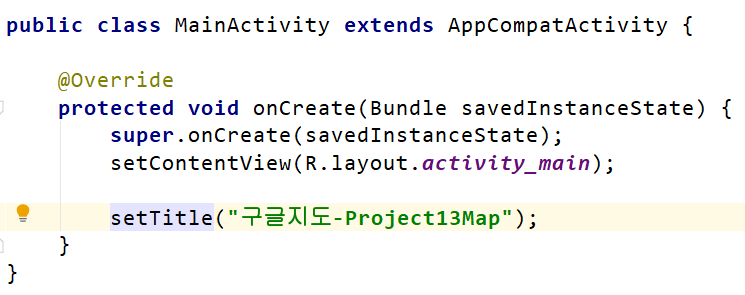 public class MainActivity extends AppCompatActivity {
@Override
protected void onCreate(Bundle savedInstanceState) {
super.onCreate(savedInstanceState);
setContentView(R.layout.activity_main);
setTitle("구글지도-Project13Map");
}
}